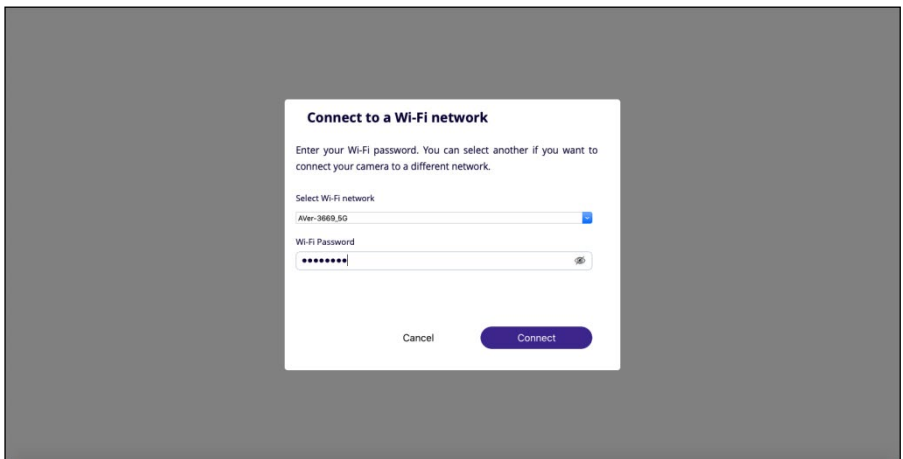 Connect to a Wi-Fi network
Enter your Wi-Fi password. You can select another if you want to
connect your camera to a different network.
Select Wi-Fi network
AVer-3669_5G
Wi-Fi Password
••••••••
Cancel
Connect